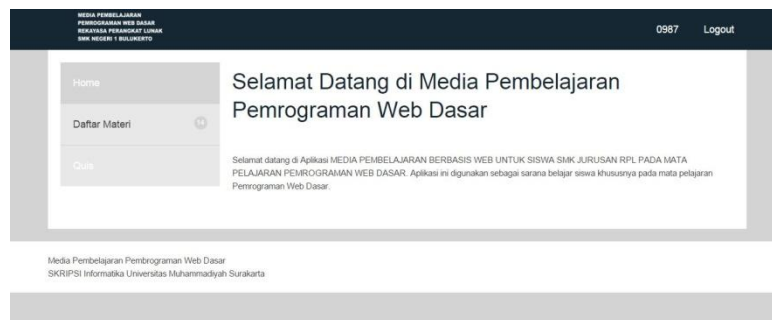 MEDIA PEMBELAJARAN
PEMROGRAMAN WEB DASAR
REKAYASA PERANGKAT LUNAK
SMK NEGERI 1 BULUKERTO
0987 Logout
Home
Daftar Materi
Quis
Selamat Datang di Media Pembelajaran
Pemrograman Web Dasar
Selamat datang di Aplikasi MEDIA PEMBELAJARAN BERBASIS WEB UNTUK SISWA SMK JURUSAN RPL PADA MATA
PELAJARAN PEMROGRAMAN WEB DASAR. Aplikasi ini digunakan sebagai sarana belajar siswa khususnya pada mata pelajaran
Pemrograman Web Dasar.
Media Pembelajaran Pembrograman Web Dasar
SKRIPSI Informatika Universitas Muhammadiyah Surakarta